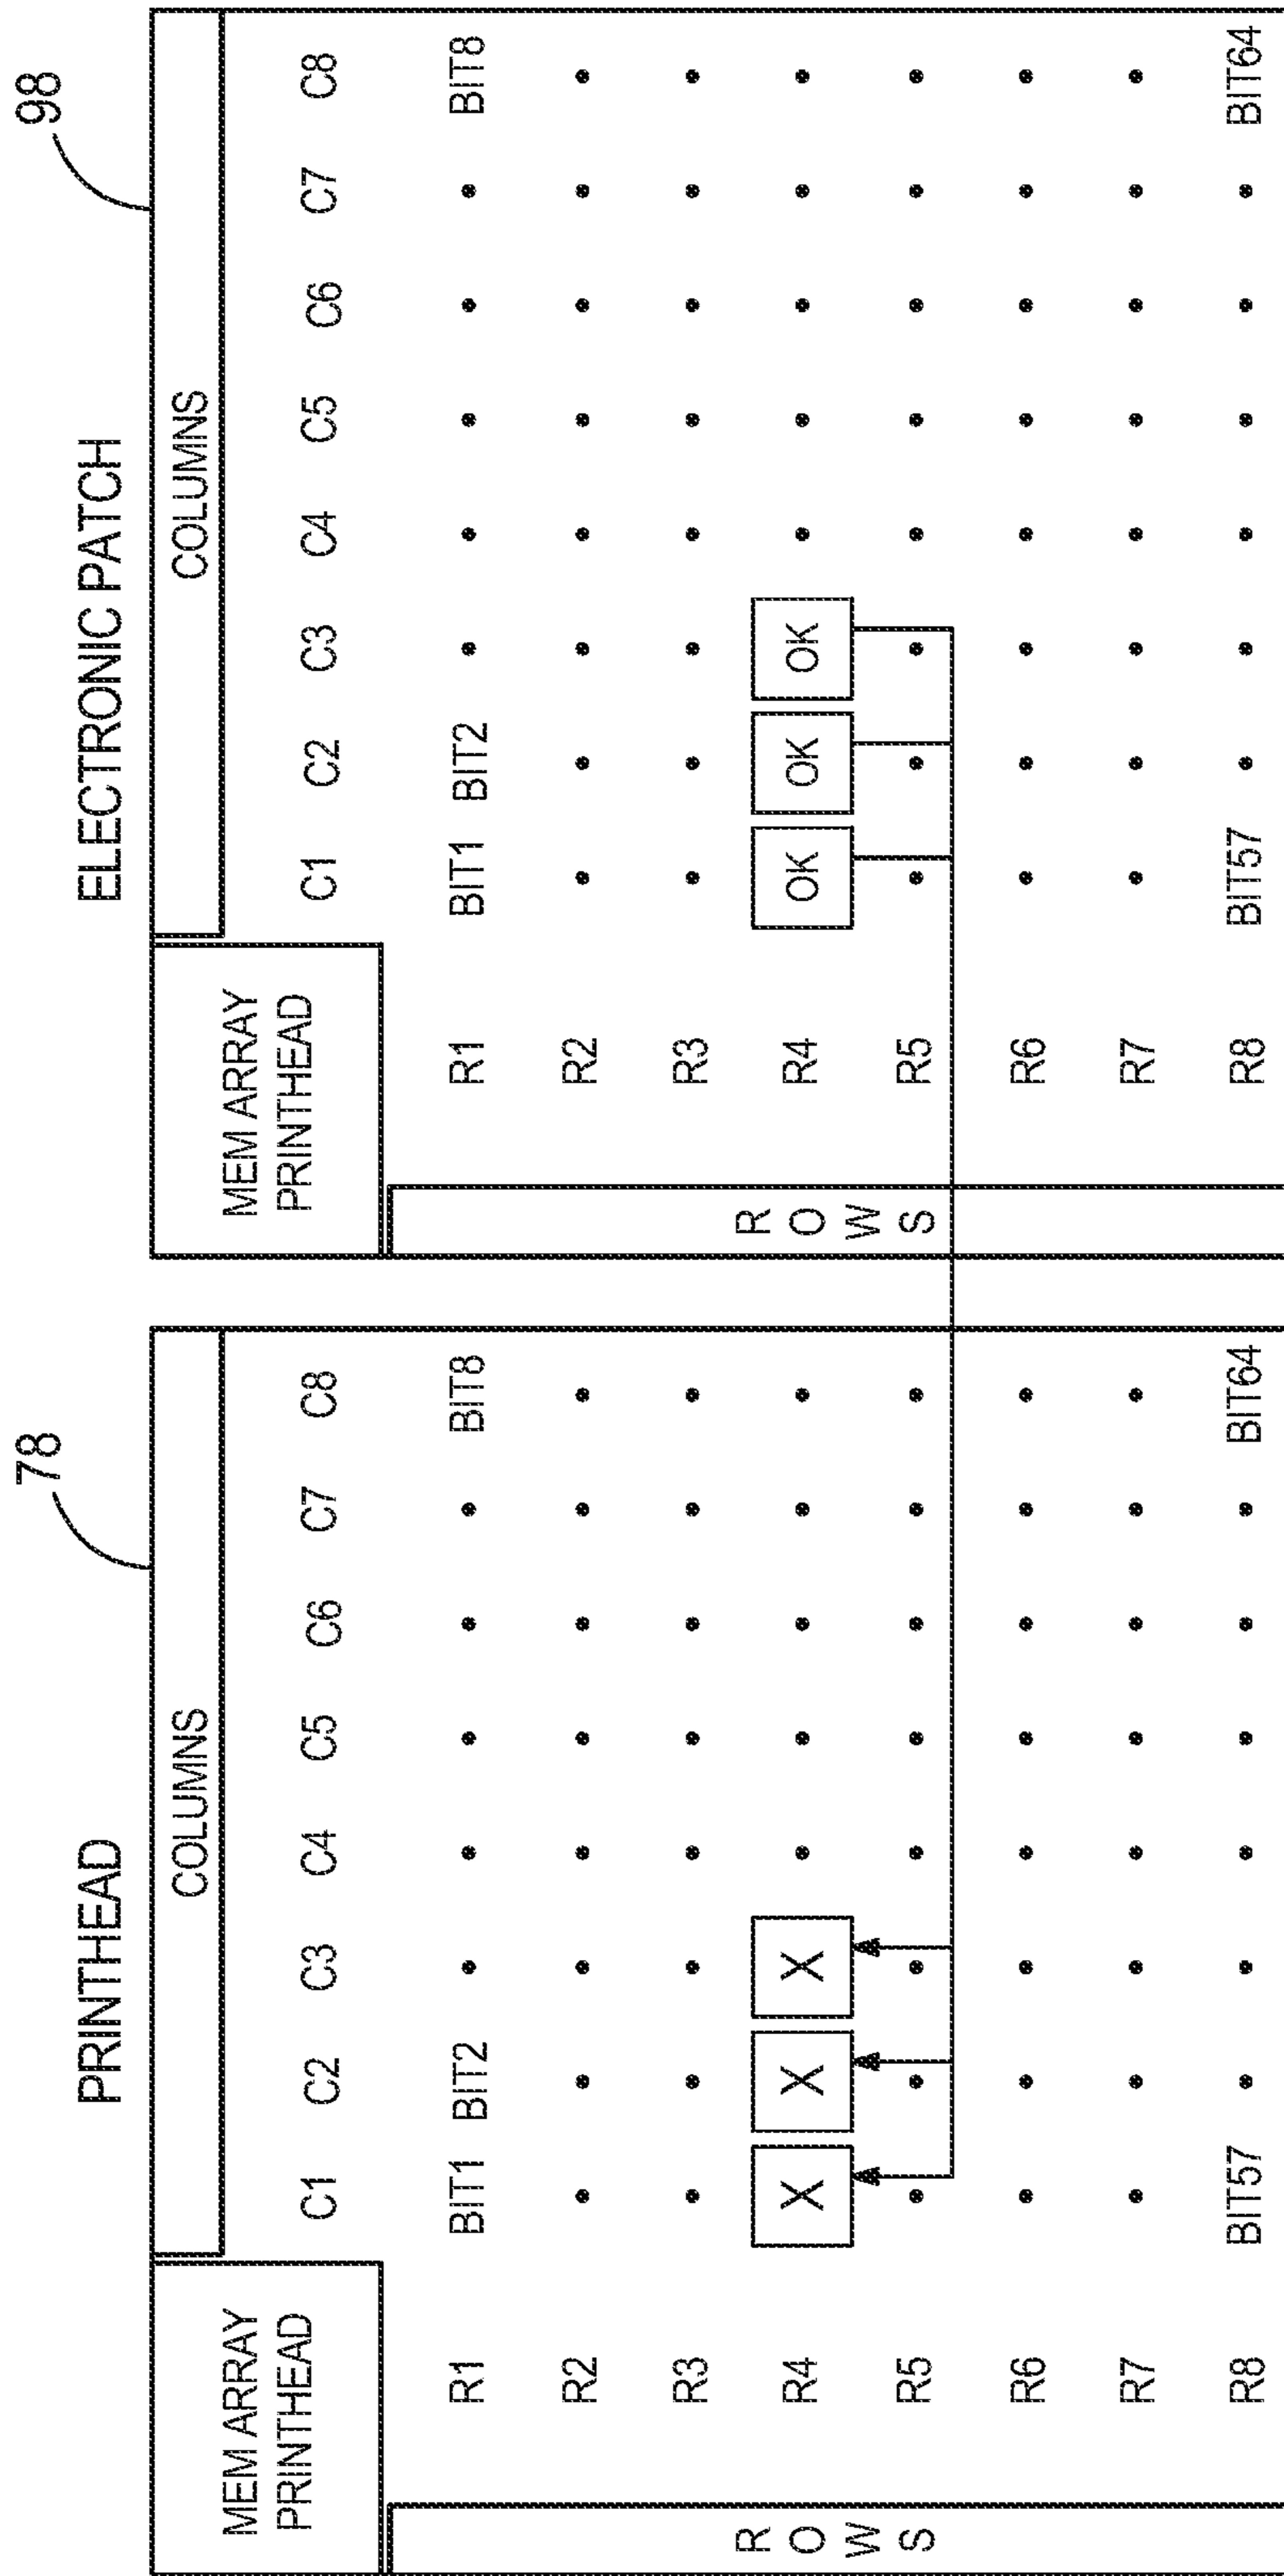 PRINTHEAD
78
MEM ARRAY
PRINTHEAD
COLUMNS
C1 C2 C3 C4 C5 C6 C7 C8
ROWS
R1 BIT1 BIT2 BIT8
R2
R3
R4 X X X
R5
R6
R7
R8 BIT57 BIT64
ELECTRONIC PATCH
98
MEM ARRAY
PRINTHEAD
COLUMNS
C1 C2 C3 C4 C5 C6 C7 C8
ROWS
R1 BIT1 BIT2 BIT8
R2
R3
R4 OK OK OK
R5
R6
R7
R8 BIT57 BIT64